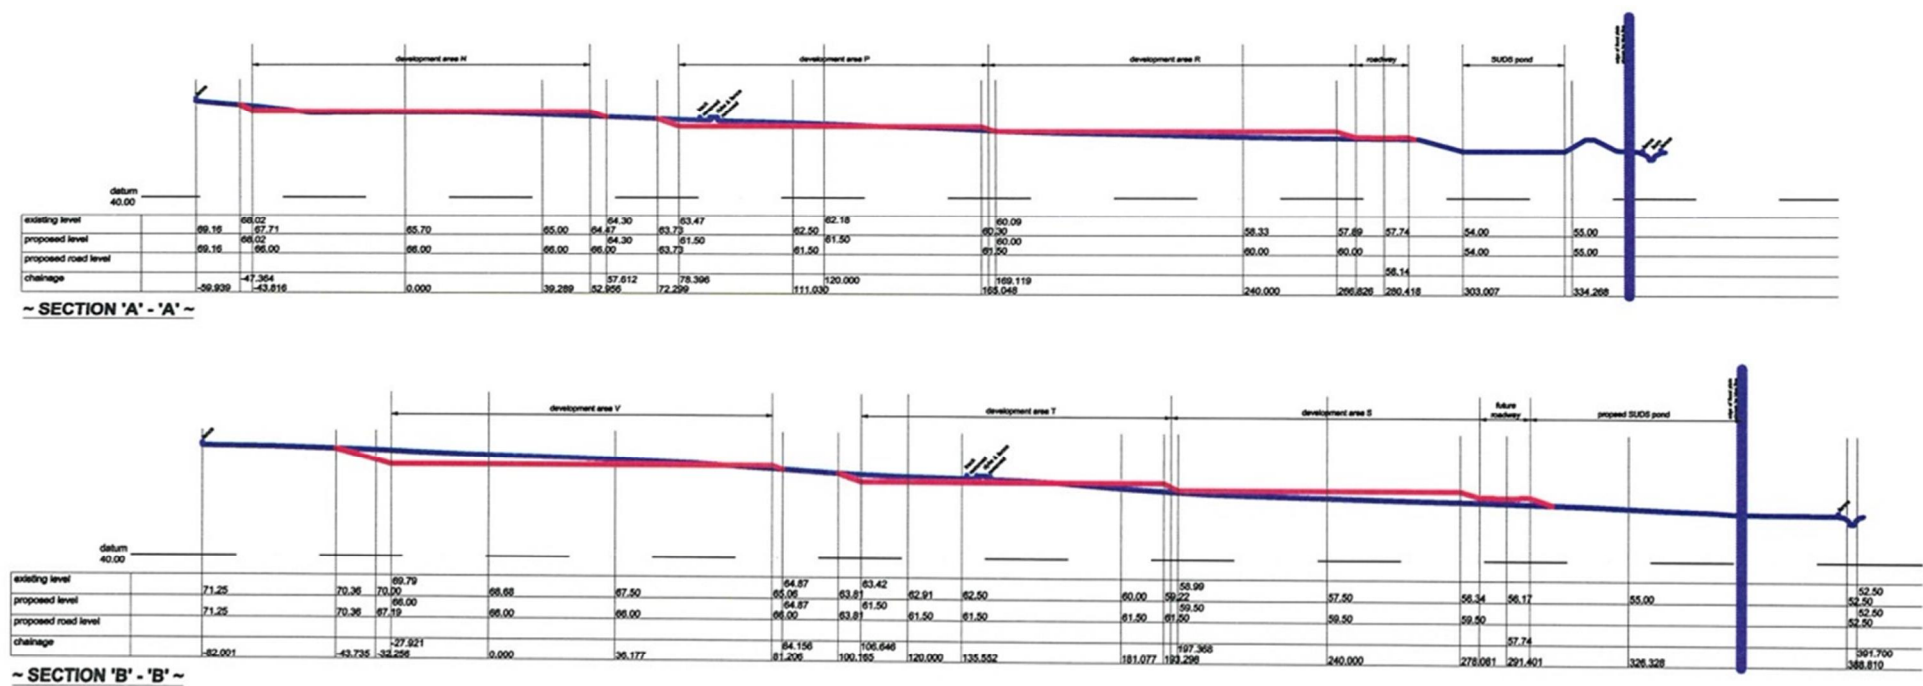 development area N
development area P
development area R
roadway
SUDS pond
datum
40.00
existing level
68.02 64.30 63.47 62.18 60.09
69.16 67.71 65.70 65.00 64.47 63.73 62.50 60.30 58.33 57.89 57.74 54.00 55.00
proposed level
68.02 64.30 61.50 61.50 60.00
69.16 66.00 66.00 66.00 66.00 63.73 61.50 61.50 60.00 60.00 54.00 55.00
proposed road level
58.14
chainage
-47.364 57.612 78.396 120.000 169.119
-59.939 -43.816 0.000 39.289 52.956 72.299 111.030 165.048 240.000 266.826 280.418 303.007 334.268
~ SECTION 'A' - 'A' ~
development area V
development area T
development area S
future
roadway
propsed SUDS pond
datum
40.00
existing level
69.79 64.87 63.42 58.99 52.50
71.25 70.36 70.00 68.68 67.50 65.06 63.81 62.91 62.50 60.00 59.22 57.50 56.34 56.17 55.00 52.50
proposed level
66.00 64.87 61.50 59.50 52.50
71.25 70.36 67.19 66.00 66.00 66.00 63.81 61.50 61.50 61.50 61.50 59.50 59.50 52.50
proposed road level
57.74
chainage
-27.921 84.156 106.646 197.368 391.700
-82.001 -43.735 -32.256 0.000 36.177 81.206 100.165 120.000 135.552 181.077 193.296 240.000 278.081 291.401 326.328 388.810
~ SECTION 'B' - 'B' ~